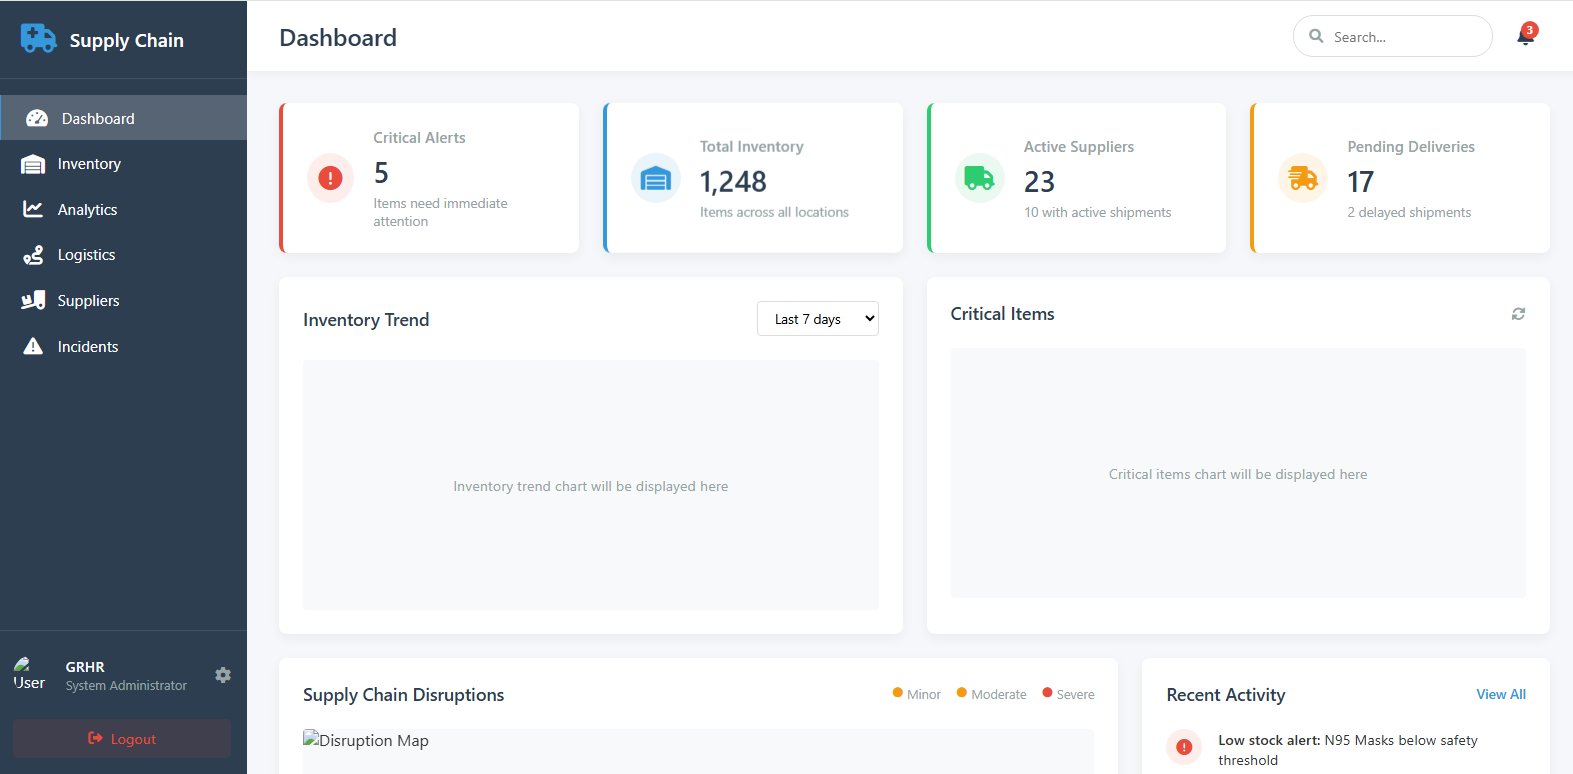 Supply Chain
Dashboard
Inventory
Analytics
Logistics
Suppliers
Incidents
User
GRHR
System Administrator
Logout
Dashboard
Search...
3
Critical Alerts
5
Items need immediate
attention
Total Inventory
1,248
Items across all locations
Active Suppliers
23
10 with active shipments
Pending Deliveries
17
2 delayed shipments
Inventory Trend
Last 7 days
Inventory trend chart will be displayed here
Critical Items
Critical items chart will be displayed here
Supply Chain Disruptions
Minor
Moderate
Severe
Disruption Map
Recent Activity
View All
Low stock alert: N95 Masks below safety
threshold